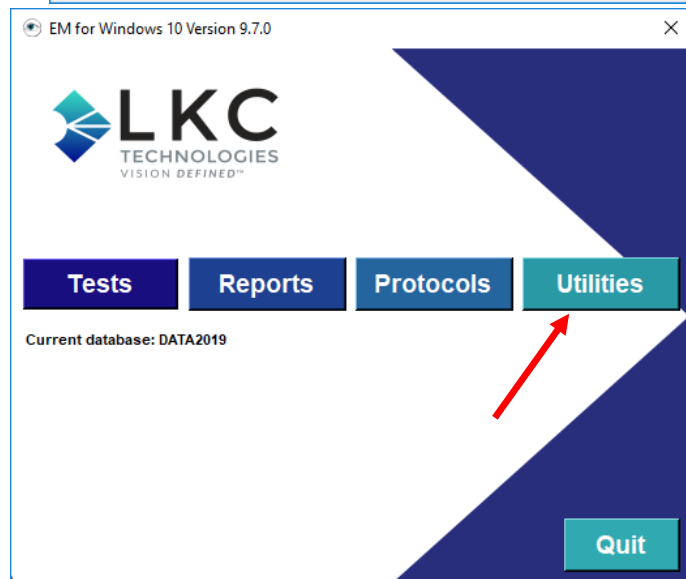 EM for Windows 10 Version 9.7.0
LKC
TECHNOLOGIES
VISION DEFINED™
Tests Reports Protocols Utilities
Current database: DATA2019
Quit